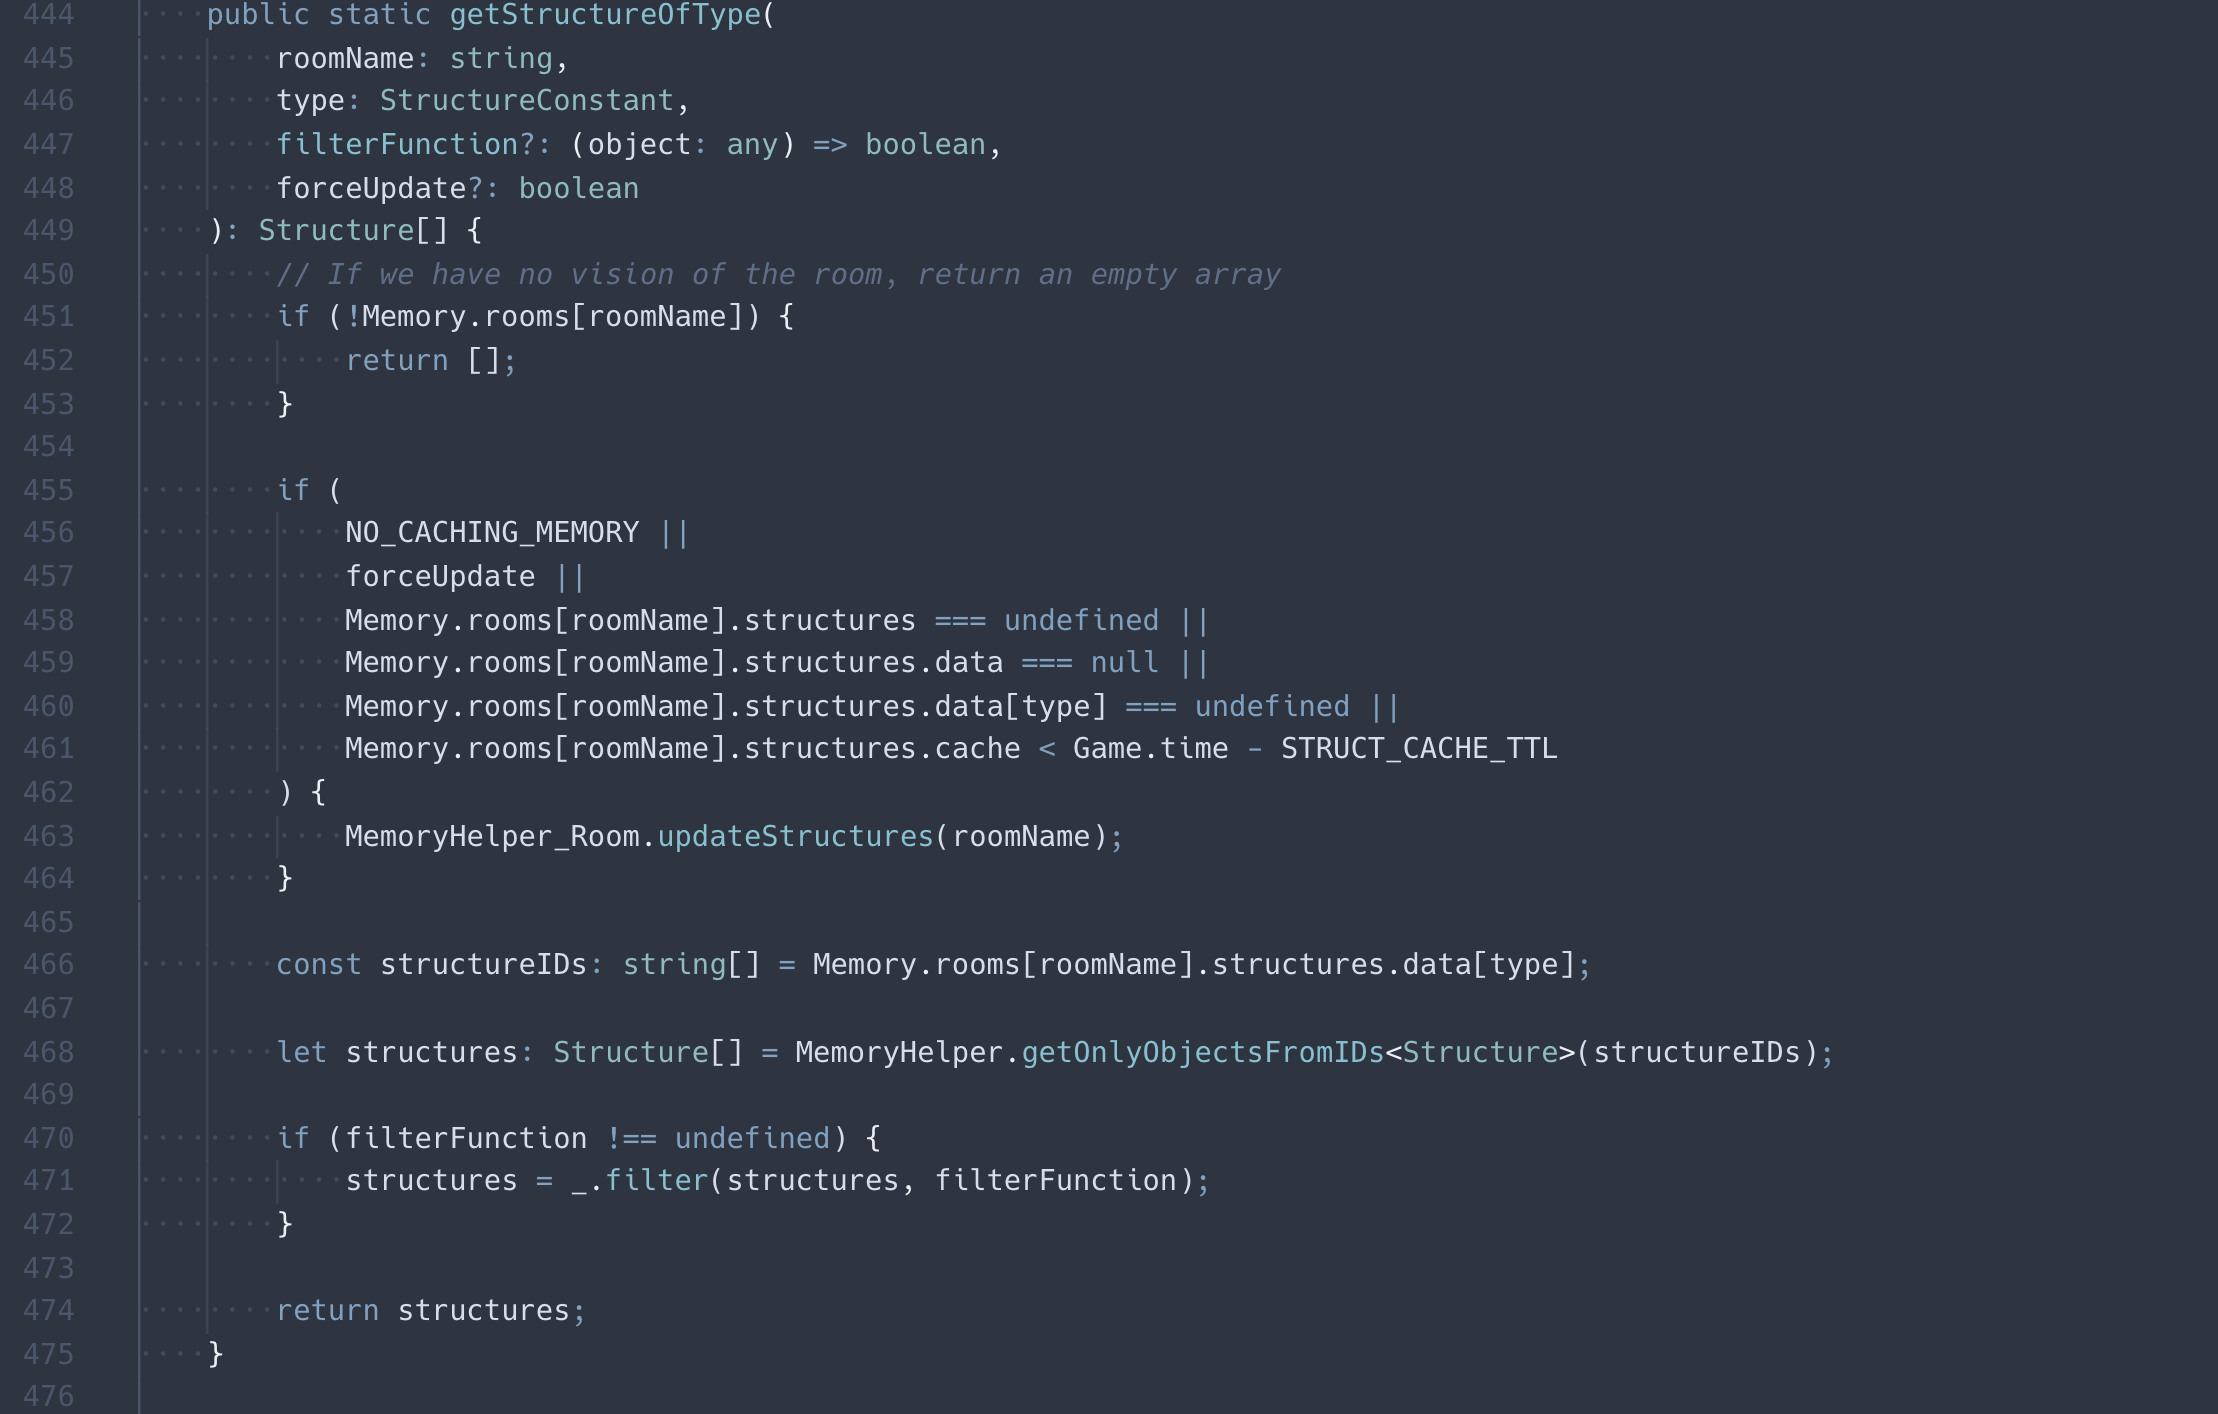 444 public static getStructureOfType(
445 roomName: string,
446 type: StructureConstant,
447 filterFunction?: (object: any) => boolean,
448 forceUpdate?: boolean
449 ): Structure[] {
450 // If we have no vision of the room, return an empty array
451 if (!Memory.rooms[roomName]) {
452 return [];
453 }
454
455 if (
456 NO_CACHING_MEMORY ||
457 forceUpdate ||
458 Memory.rooms[roomName].structures === undefined ||
459 Memory.rooms[roomName].structures.data === null ||
460 Memory.rooms[roomName].structures.data[type] === undefined ||
461 Memory.rooms[roomName].structures.cache < Game.time - STRUCT_CACHE_TTL
462 ) {
463 MemoryHelper_Room.updateStructures(roomName);
464 }
465
466 const structureIDs: string[] = Memory.rooms[roomName].structures.data[type];
467
468 let structures: Structure[] = MemoryHelper.getOnlyObjectsFromIDs<Structure>(structureIDs);
469
470 if (filterFunction !== undefined) {
471 structures = _.filter(structures, filterFunction);
472 }
473
474 return structures;
475 }
476